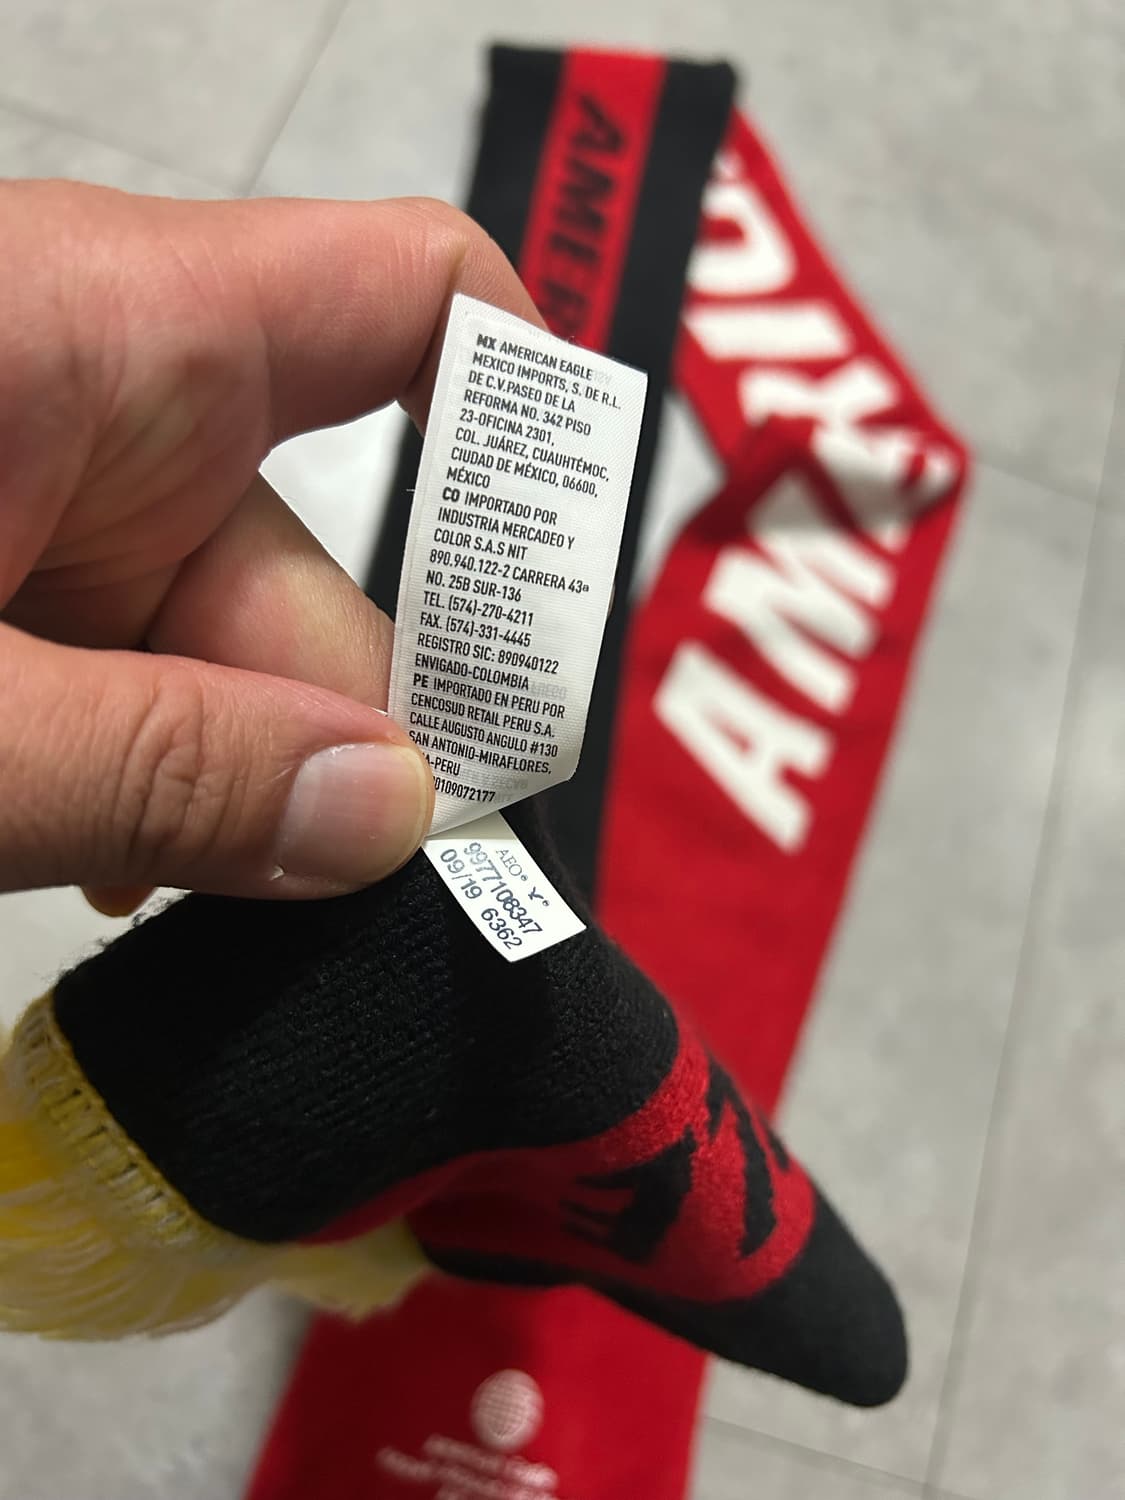 MX AMERICAN EAGLE
MEXICO IMPORTS, S. DE R.L.
DE C.V.PASEO DE LA
REFORMA NO. 342 PISO
23-OFICINA 2301,
COL. JUÁREZ, CUAUHTÉMOC,
CIUDAD DE MÉXICO, 06600,
MÉXICO
CO IMPORTADO POR
INDUSTRIA MERCADEO Y
COLOR S.A.S NIT
890.940.122-2 CARRERA 43ª
NO. 25B SUR-136
TEL. (574)-270-4211
FAX. (574)-331-4445
REGISTRO SIC: 890940122
ENVIGADO-COLOMBIA
PE IMPORTADO EN PERU POR
CENCOSUD RETAIL PERU S.A.
CALLE AUGUSTO ANGULO #130
SAN ANTONIO-MIRAFLORES,
A-PERU
0109072177
AEO®
9977108347
09/19 6362
AMER